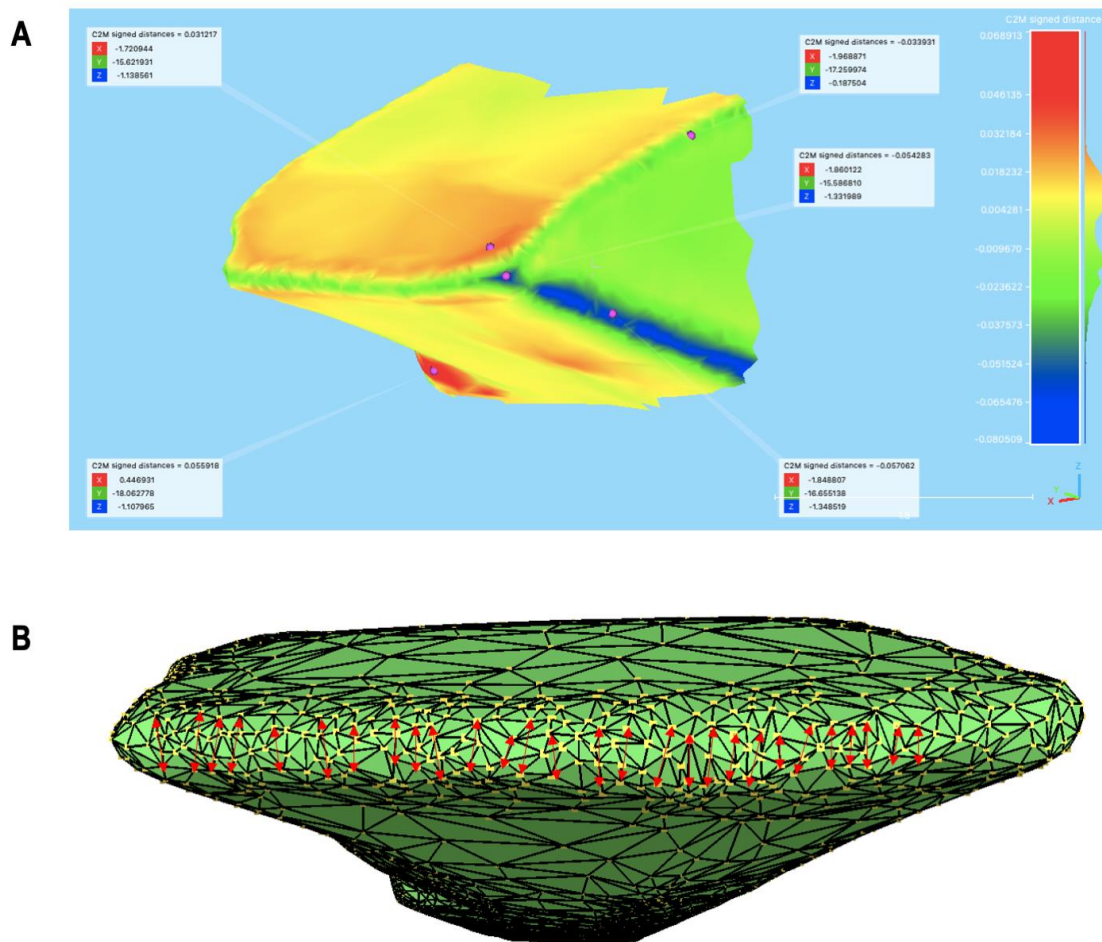 A
C2M signed distances = 0.031217
X -1.720944
Y -15.621931
Z -1.138561
C2M signed distances = -0.033931
X -1.968871
Y -17.259974
Z -0.187504
C2M signed distances = -0.054283
X -1.860122
Y -15.586810
Z -1.331989
C2M signed distances = 0.055918
X 0.446931
Y -18.062778
Z -1.107965
C2M signed distances = -0.057062
X -1.848807
Y -16.655138
Z -1.348519
C2M signed distance
0.068913
0.046135
0.032184
0.018232
0.004281
-0.009670
-0.023622
-0.037573
-0.051524
-0.065476
-0.080509
Z
Y
X
B